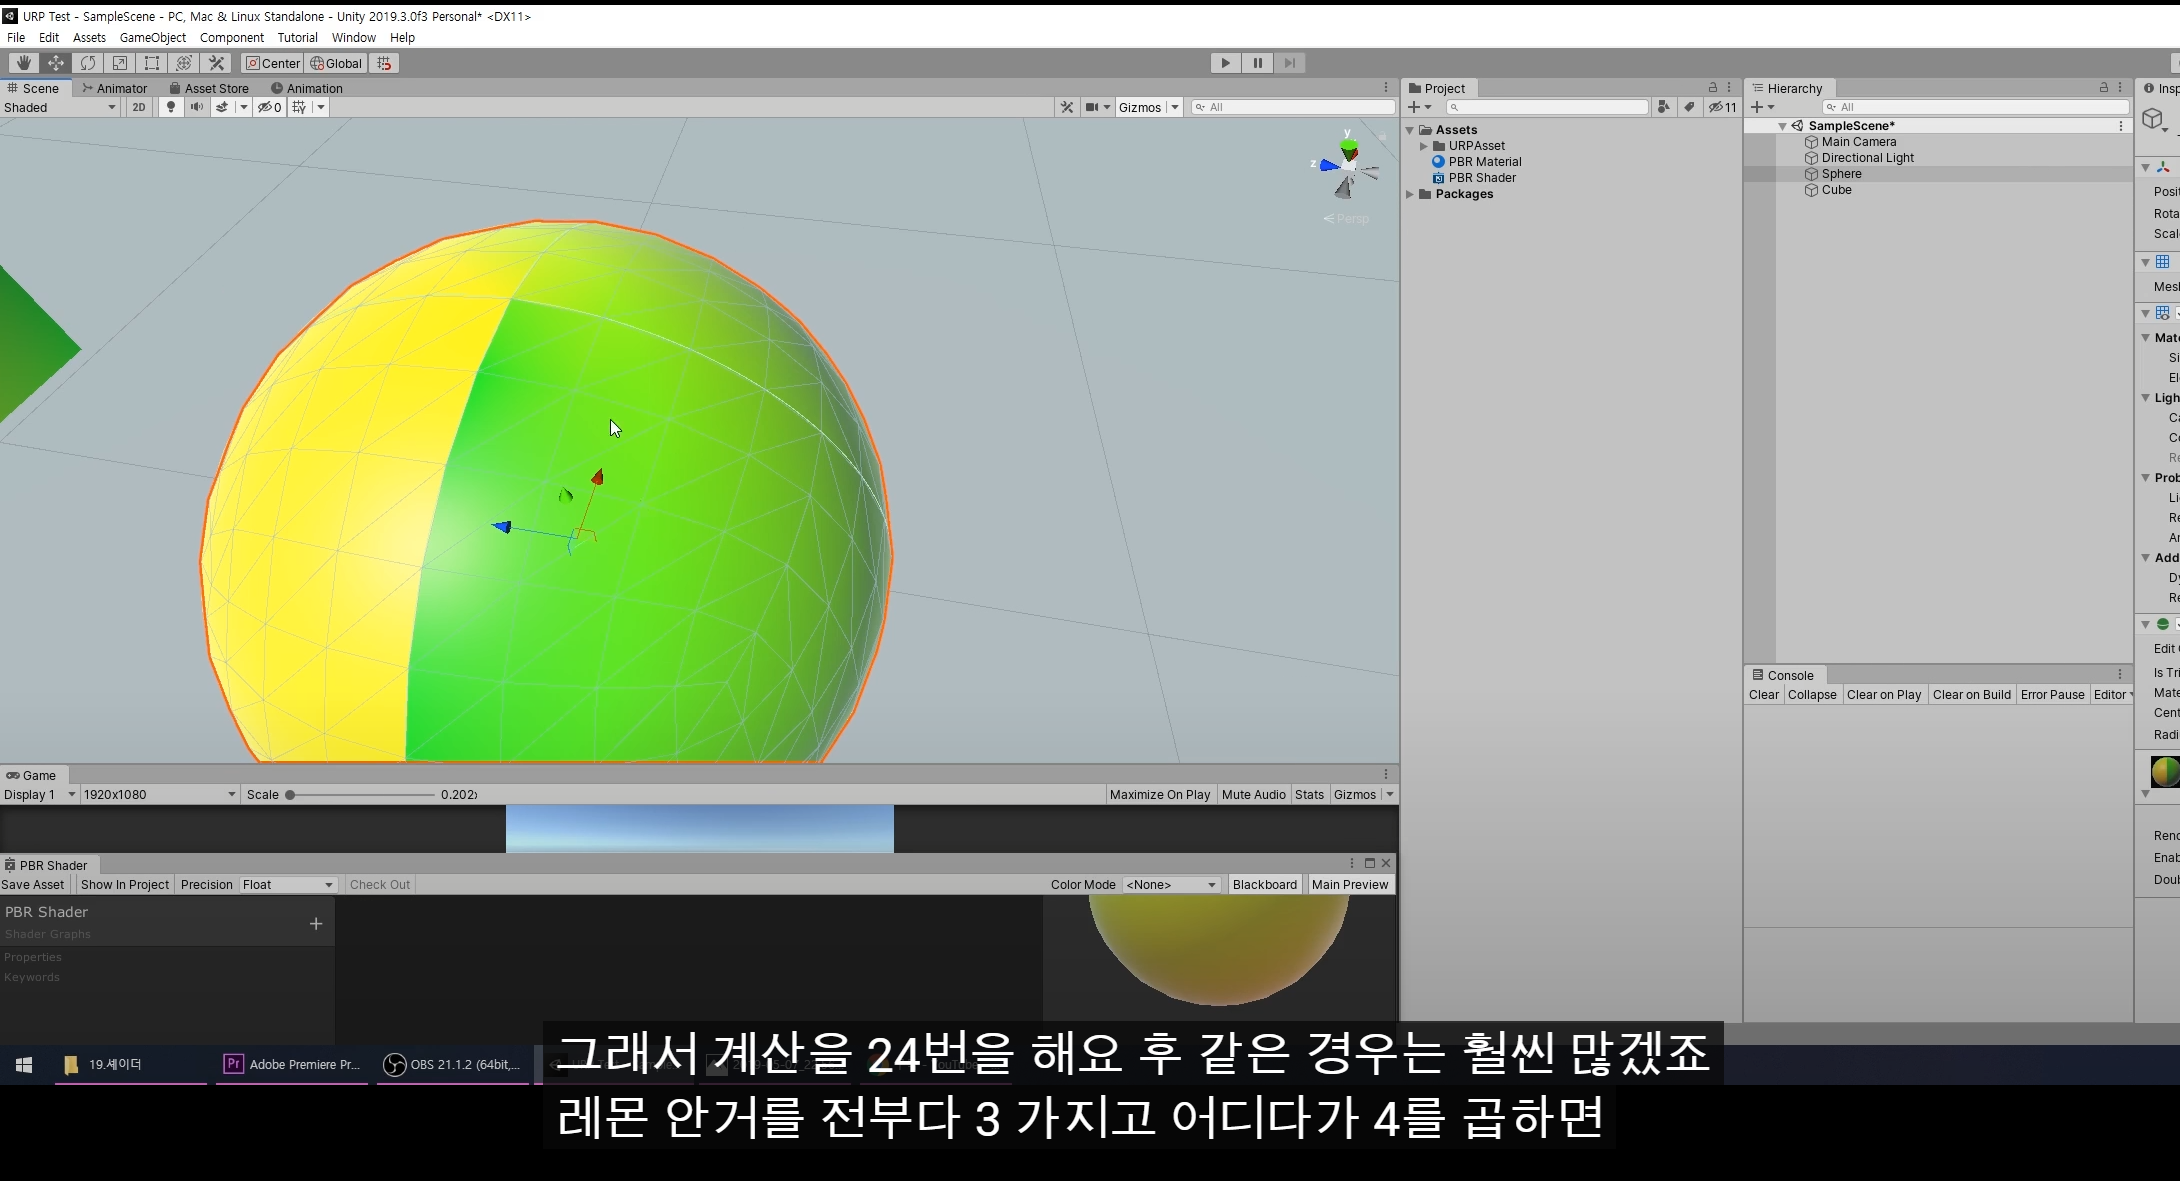 URP Test - SampleScene - PC, Mac & Linux Standalone - Unity 2019.3.0f3 Personal* <DX11>
File Edit Assets GameObject Component Tutorial Window Help
Center Global
Scene Animator Asset Store Animation
Shaded 2D 0 Gizmos All
y
z
Persp
Project
11
Assets
URPAsset
PBR Material
PBR Shader
Packages
Hierarchy
All
SampleScene*
Main Camera
Directional Light
Sphere
Cube
Console
Clear Collapse Clear on Play Clear on Build Error Pause Editor
Insp
Posit
Rota
Scal
Mesh
Mate
Si
El
Ligh
Ca
Co
Re
Prob
Li
Re
An
Add
Dy
Re
Edit
Is Tri
Mate
Cent
Radi
Rend
Enab
Doub
Game
Display 1 1920x1080 Scale 0.202x Maximize On Play Mute Audio Stats Gizmos
PBR Shader
Save Asset Show In Project Precision Float Check Out Color Mode <None> Blackboard Main Preview
PBR Shader
Shader Graphs
Properties
Keywords
19.셰이더 Adobe Premiere Pr... OBS 21.1.2 (64bit,...
그래서 계산을 24번을 해요 후 같은 경우는 훨씬 많겠죠
레몬 안거를 전부다 3 가지고 어디다가 4를 곱하면